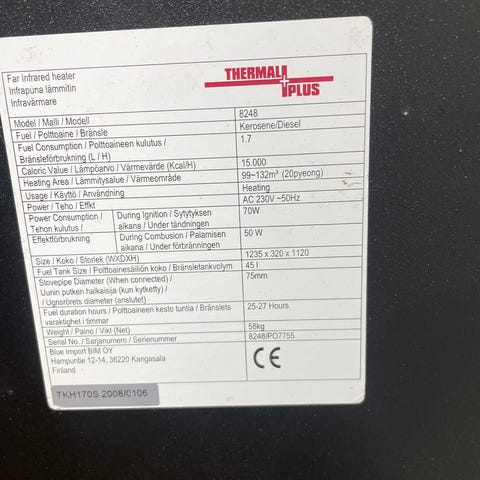 Far Infrared heater
Infrapuna lämmitin
Infravärmare
THERMAL
PLUS
Model / Malli / Modell 8248
Fuel / Polttoaine / Bränsle Kerosene/Diesel
Fuel Consumption / Polttoaineen kulutus /
Bränsleförbrukning (L / H) 1.7
Caloric Value / Lämpöarvo / Värmevärde (Kcal/H) 15.000
Heating Area / Lämmitysala / Värmeområde 99~132m³ (20pyeong)
Usage / Käyttö / Användning Heating
Power / Teho / Effkt AC 230V ~50Hz
Power Consumption /
Tehon kulutus /
Effektförbrukning
During Ignition / Sytytyksen
aikana / Under tändningen 70W
During Combusion / Palamisen
aikana / Under förbränningen 50 W
Size / Koko / Storlek (WXDXH) 1235 x 320 x 1120
Fuel Tank Size / Polttoainesäiliön koko / Bränsletankvolym 45 l
Stovepipe Diameter (When connected) /
Uunin putken halkaisija (kun kytketty) /
/ Ugnsrörets diameter (anslutet) 75mm
Fuel duration hours / Polttoaineen kesto tuntia / Bränslets
varaktighet i timmar 25-27 Hours
Weight / Paino / Vikt (Net) 58kg
Serial No. / Sarjanumero / Serienummer 8248/PO7755
Blue Import BIM OY
Hampuntie 12-14, 36220 Kangasala
Finland
CE
TKH170S 2008/0106